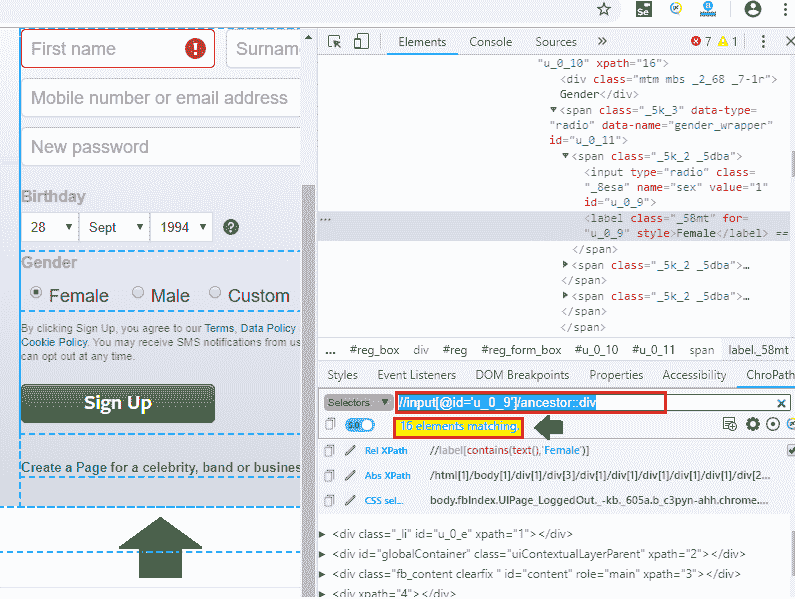 First name
Surnam
Mobile number or email address
New password
Birthday
28 Sept 1994 ?
Gender
Female Male Custom
By clicking Sign Up, you agree to our Terms, Data Policy
Cookie Policy. You may receive SMS notifications from us
can opt out at any time.
Sign Up
Create a Page for a celebrity, band or busines
Se
Elements Console Sources » 7 1
"u_0_10" xpath="16">
<div class="mtm mbs _2_68 _7-1r">
Gender</div>
▼<span class="_5k_3" data-type=
"radio" data-name="gender_wrapper"
id="u_0_11">
▼<span class="_5k_2 _5dba">
<input type="radio" class=
"_8esa" name="sex" value="1"
id="u_0_9">
... <label class="_58mt" for=
"u_0_9" style>Female</label> ==
</span>
▶<span class="_5k_2 _5dba">…
</span>
▶<span class="_5k_2 _5dba">…
</span>
</span>
... #reg_box div #reg #reg_form_box #u_0_10 #u_0_11 span label._58mt
Styles Event Listeners DOM Breakpoints Properties Accessibility ChroPath
Selectors ▼ //input[@id='u_0_9']/ancestor::div
16 elements matching.
Rel XPath //label[contains(text(),'Female')]
Abs XPath /html[1]/body[1]/div[1]/div[3]/div[1]/div[1]/div[1]/div[1]/div[1]/div[2...
CSS sel... body.fbIndex.UIPage_LoggedOut._-kb._605a.b_c3pyn-ahh.chrome....
▶ <div class="_li" id="u_0_e" xpath="1"></div>
▶ <div id="globalContainer" class="uiContextualLayerParent" xpath="2"></div>
▶ <div class="fb_content clearfix " id="content" role="main" xpath="3"></div>
▶ <div xpath="4"></div>